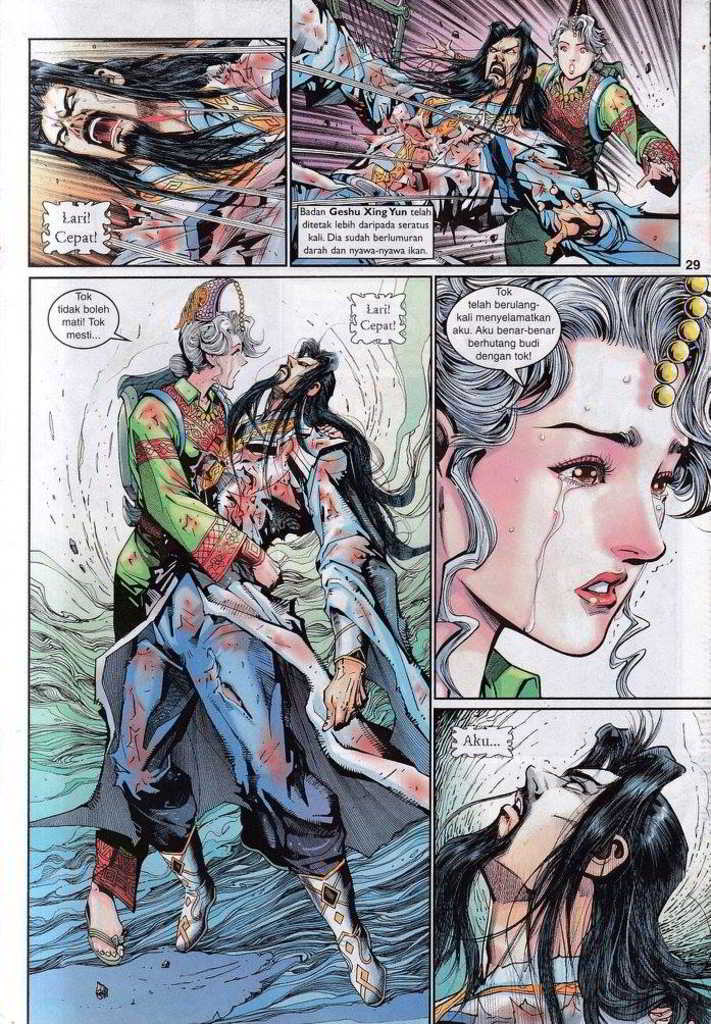 Lari!
Cepat!
Badan Geshu Xing Yun telah
ditetak lebih daripada seratus
kali. Dia sudah berlumuran
darah dan nyawa-nyawa ikan.
29
Tok
tidak boleh
mati! Tok
mesti...
Lari!
Cepat!
Tok
telah berulang-
kali menyelamatkan
aku. Aku benar-benar
berhutang budi
dengan tok!
Aku...